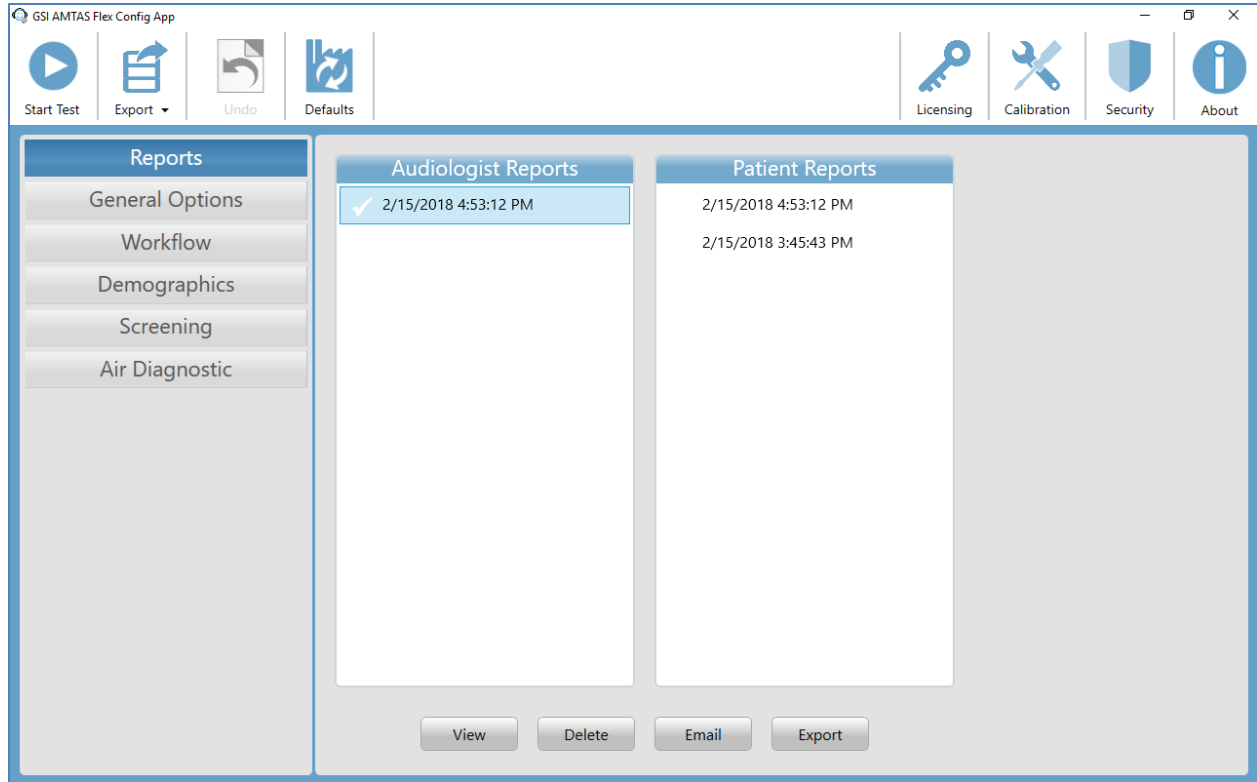 GSI AMTAS Flex Config App
Start Test
Export
Undo
Defaults
Licensing
Calibration
Security
About
Reports
General Options
Workflow
Demographics
Screening
Air Diagnostic
Audiologist Reports
2/15/2018 4:53:12 PM
Patient Reports
2/15/2018 4:53:12 PM
2/15/2018 3:45:43 PM
View
Delete
Email
Export